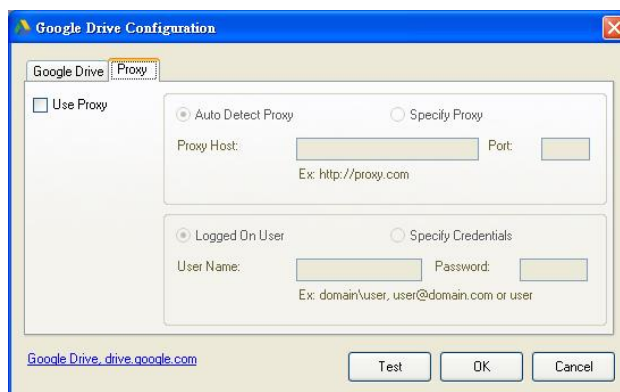 Google Drive Configuration
Google Drive Proxy
Use Proxy
Auto Detect Proxy Specify Proxy
Proxy Host: Port:
Ex: http://proxy.com
Logged On User Specify Credentials
User Name: Password:
Ex: domain\user, user@domain.com or user
Google Drive, drive.google.com Test OK Cancel